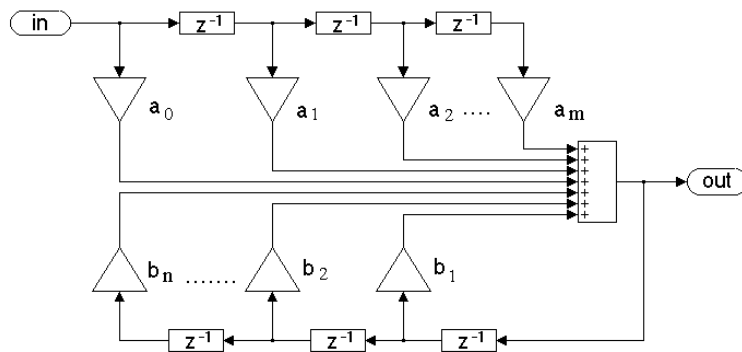 in z⁻¹ z⁻¹ z⁻¹
a₀ a₁ a₂ .... aₘ
+
+
+
+
+
+
+
out
bₙ ....... b₂ b₁
z⁻¹ z⁻¹ z⁻¹